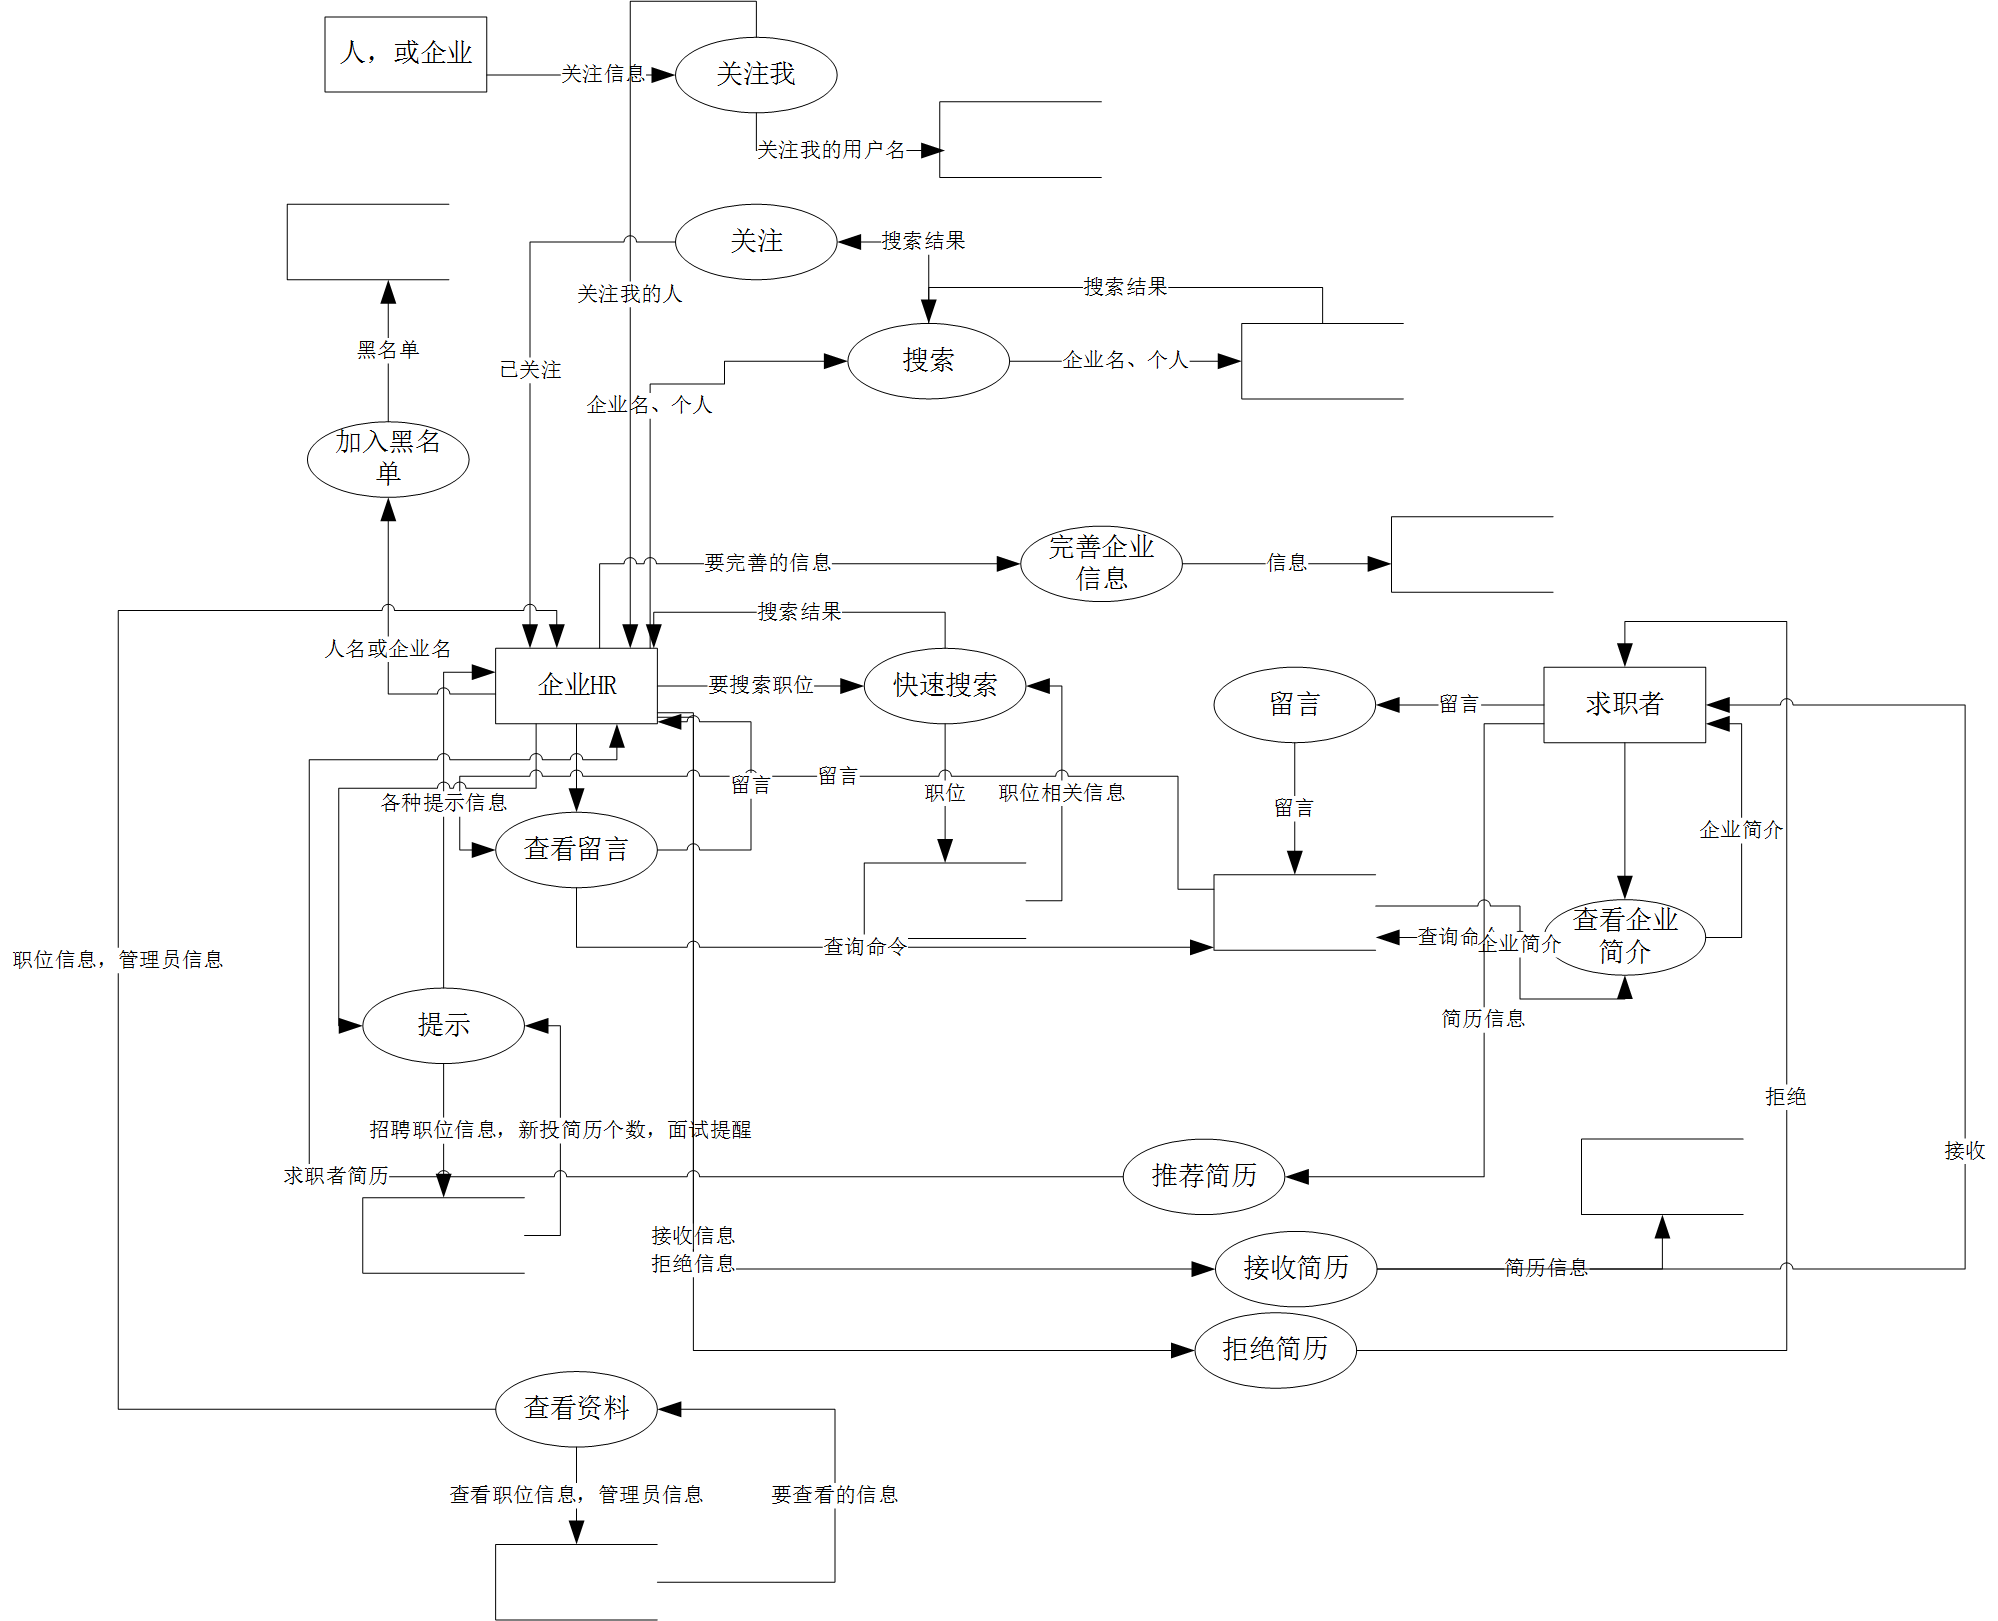 人，或企业
关注信息
关注我
关注我的用户名
关注
搜索结果
搜索结果
关注我的人
黑名单
已关注
搜索
企业名、个人
企业名、个人
加入黑名
单
要完善的信息
完善企业
信息
信息
搜索结果
人名或企业名
企业HR
要搜索职位
快速搜索
留言
留言
求职者
各种提示信息
留言
留言
职位
职位相关信息
留言
企业简介
查看留言
查询命令
查询命
企业简介
查看企业
简介
职位信息，管理员信息
提示
简历信息
拒绝
招聘职位信息，新投简历个数，面试提醒
接收
求职者简历
推荐简历
接收信息
拒绝信息
接收简历
简历信息
拒绝简历
查看资料
查看职位信息，管理员信息
要查看的信息